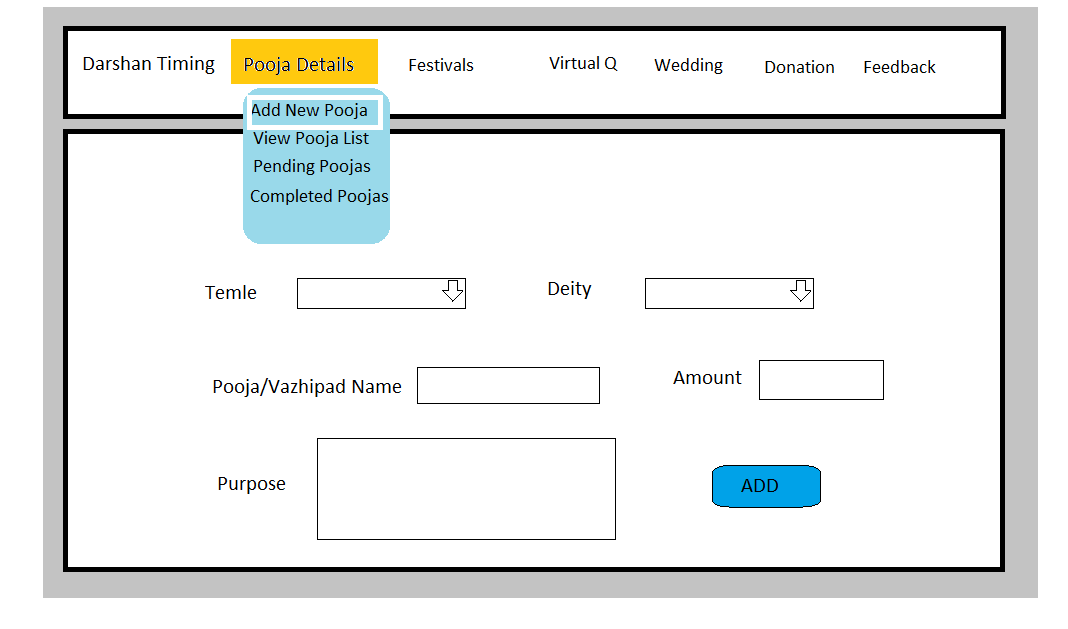 Darshan Timing Pooja Details Festivals Virtual Q Wedding Donation Feedback
Add New Pooja
View Pooja List
Pending Poojas
Completed Poojas
Temle Deity
Pooja/Vazhipad Name Amount
Purpose ADD